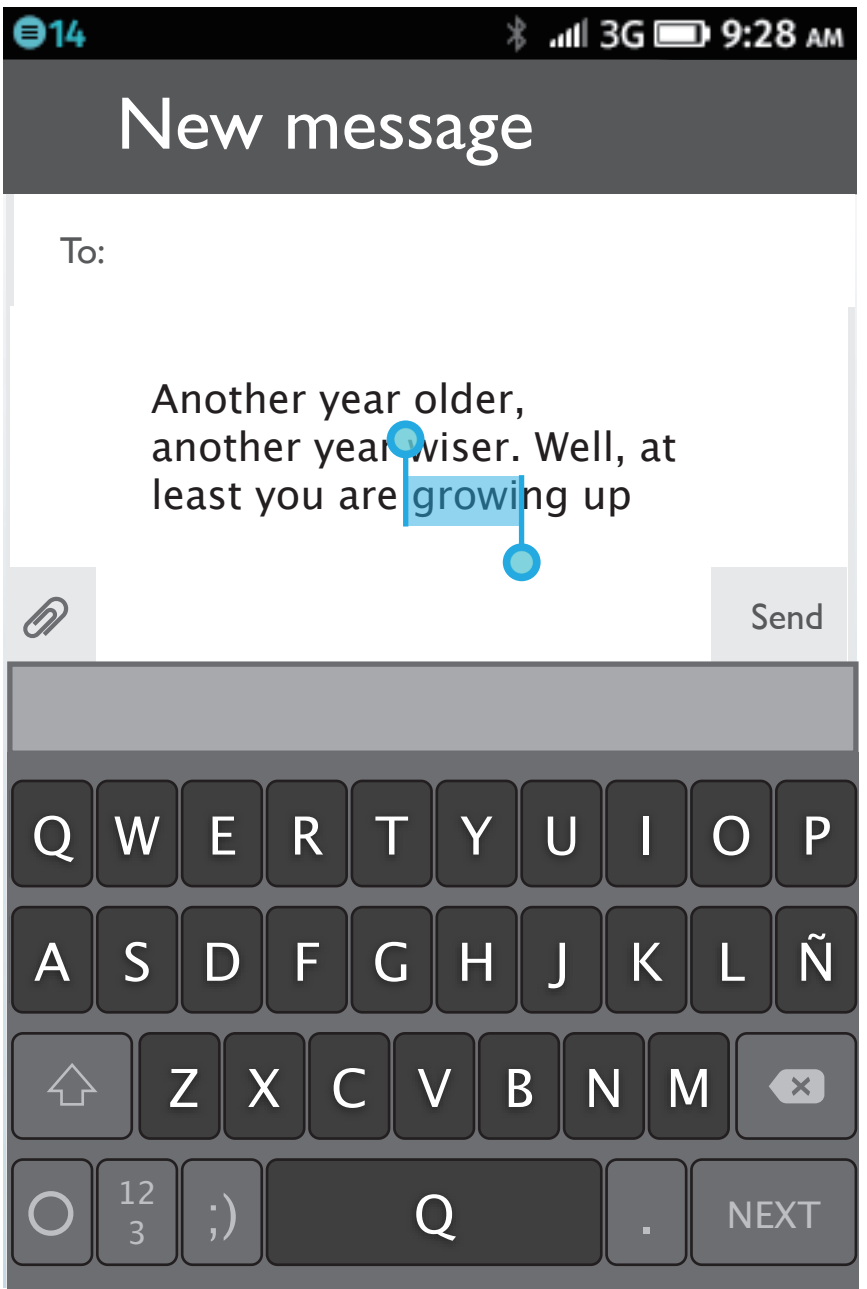 14 3G 9:28 AM
New message
To:
Another year older,
another year wiser. Well, at
least you are growing up
Send
Q W E R T Y U I O P
A S D F G H J K L Ñ
Z X C V B N M
12
3 ;) Q . NEXT